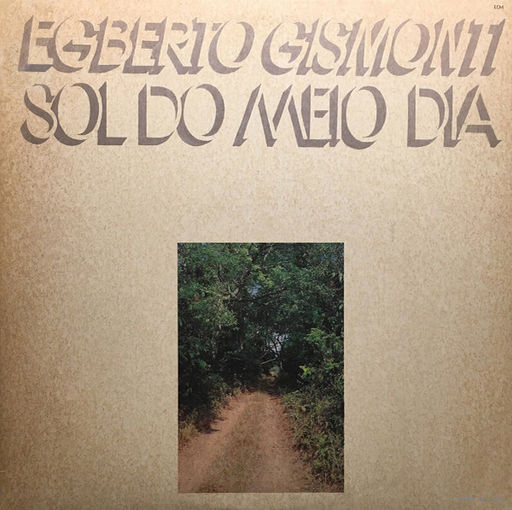 ECM
EGBERTO GISMONTI
SOL DO MEIO DIA